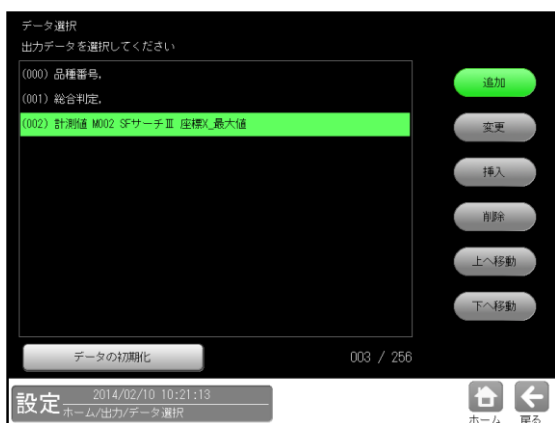 データ選択
出力データを選択してください
(000) 品種番号,
(001) 総合判定,
(002) 計測値 M002 SFサーチⅢ 座標X_最大値
追加
変更
挿入
削除
上へ移動
下へ移動
データの初期化
003 / 256
設定
2014/02/10 10:21:13
ホーム/出力/データ選択
ホーム
戻る